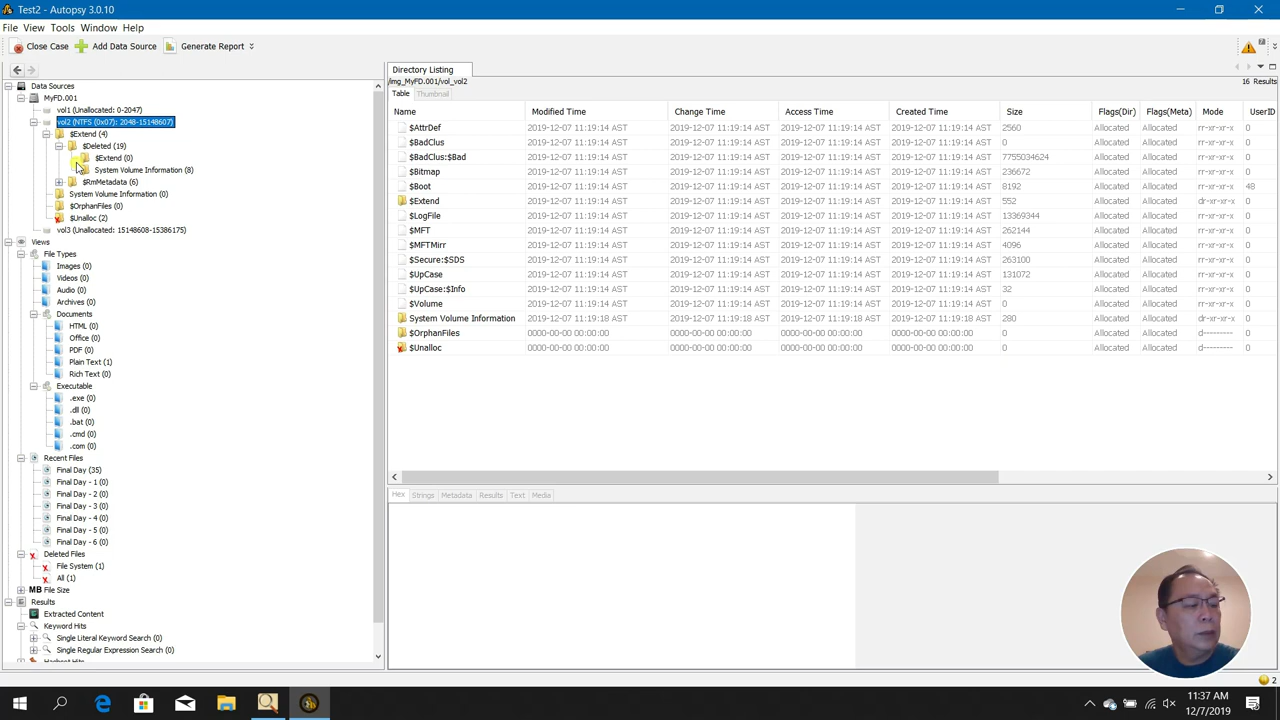 Test2 - Autopsy 3.0.10
File View Tools Window Help
Close Case Add Data Source Generate Report
Directory Listing
/img_MyFD.001/vol_vol2
16 Results
Table Thumbnail
Name Modified Time Change Time Access Time Created Time Size Flags(Dir) Flags(Meta) Mode UserID
$AttrDef 2019-12-07 11:19:14 AST 2019-12-07 11:19:14 AST 2019-12-07 11:19:14 AST 2019-12-07 11:19:14 AST 2560 Allocated Allocated rr-xr-xr-x 0
$BadClus 2019-12-07 11:19:14 AST 2019-12-07 11:19:14 AST 2019-12-07 11:19:14 AST 2019-12-07 11:19:14 AST 0 Allocated Allocated rr-xr-xr-x 0
$BadClus:$Bad 2019-12-07 11:19:14 AST 2019-12-07 11:19:14 AST 2019-12-07 11:19:14 AST 2019-12-07 11:19:14 AST 7755034624 Allocated Allocated rr-xr-xr-x 0
$Bitmap 2019-12-07 11:19:14 AST 2019-12-07 11:19:14 AST 2019-12-07 11:19:14 AST 2019-12-07 11:19:14 AST 236672 Allocated Allocated rr-xr-xr-x 0
$Boot 2019-12-07 11:19:14 AST 2019-12-07 11:19:14 AST 2019-12-07 11:19:14 AST 2019-12-07 11:19:14 AST 8192 Allocated Allocated rr-xr-xr-x 48
$Extend 2019-12-07 11:19:14 AST 2019-12-07 11:19:14 AST 2019-12-07 11:19:14 AST 2019-12-07 11:19:14 AST 552 Allocated Allocated dr-xr-xr-x 0
$LogFile 2019-12-07 11:19:14 AST 2019-12-07 11:19:14 AST 2019-12-07 11:19:14 AST 2019-12-07 11:19:14 AST 13369344 Allocated Allocated rr-xr-xr-x 0
$MFT 2019-12-07 11:19:14 AST 2019-12-07 11:19:14 AST 2019-12-07 11:19:14 AST 2019-12-07 11:19:14 AST 262144 Allocated Allocated rr-xr-xr-x 0
$MFTMirr 2019-12-07 11:19:14 AST 2019-12-07 11:19:14 AST 2019-12-07 11:19:14 AST 2019-12-07 11:19:14 AST 4096 Allocated Allocated rr-xr-xr-x 0
$Secure:$SDS 2019-12-07 11:19:14 AST 2019-12-07 11:19:14 AST 2019-12-07 11:19:14 AST 2019-12-07 11:19:14 AST 263100 Allocated Allocated rr-xr-xr-x 0
$UpCase 2019-12-07 11:19:14 AST 2019-12-07 11:19:14 AST 2019-12-07 11:19:14 AST 2019-12-07 11:19:14 AST 131072 Allocated Allocated rr-xr-xr-x 0
$UpCase:$Info 2019-12-07 11:19:14 AST 2019-12-07 11:19:14 AST 2019-12-07 11:19:14 AST 2019-12-07 11:19:14 AST 32 Allocated Allocated rr-xr-xr-x 0
$Volume 2019-12-07 11:19:14 AST 2019-12-07 11:19:14 AST 2019-12-07 11:19:14 AST 2019-12-07 11:19:14 AST 0 Allocated Allocated rr-xr-xr-x 0
System Volume Information 2019-12-07 11:19:18 AST 2019-12-07 11:19:18 AST 2019-12-07 11:19:18 AST 2019-12-07 11:19:18 AST 280 Allocated Allocated dr-xr-xr-x 0
$OrphanFiles 0000-00-00 00:00:00 0000-00-00 00:00:00 0000-00-00 00:00:00 0000-00-00 00:00:00 0 Allocated Allocated d--------- 0
$Unalloc 0000-00-00 00:00:00 0000-00-00 00:00:00 0000-00-00 00:00:00 0000-00-00 00:00:00 0 Allocated Allocated d--------- 0
Hex Strings Metadata Results Text Media
Data Sources
MyFD.001
vol1 (Unallocated: 0-2047)
vol2 (NTFS (0x07): 2048-15148607)
$Extend (4)
$Deleted (19)
$Extend (0)
System Volume Information (8)
$RmMetadata (6)
System Volume Information (0)
$OrphanFiles (0)
$Unalloc (2)
vol3 (Unallocated: 15148608-15386175)
Views
File Types
Images (0)
Videos (0)
Audio (0)
Archives (0)
Documents
HTML (0)
Office (0)
PDF (0)
Plain Text (1)
Rich Text (0)
Executable
.exe (0)
.dll (0)
.bat (0)
.cmd (0)
.com (0)
Recent Files
Final Day (35)
Final Day - 1 (0)
Final Day - 2 (0)
Final Day - 3 (0)
Final Day - 4 (0)
Final Day - 5 (0)
Final Day - 6 (0)
Deleted Files
File System (1)
All (1)
MB File Size
Results
Extracted Content
Keyword Hits
Single Literal Keyword Search (0)
Single Regular Expression Search (0)
2
11:37 AM
12/7/2019